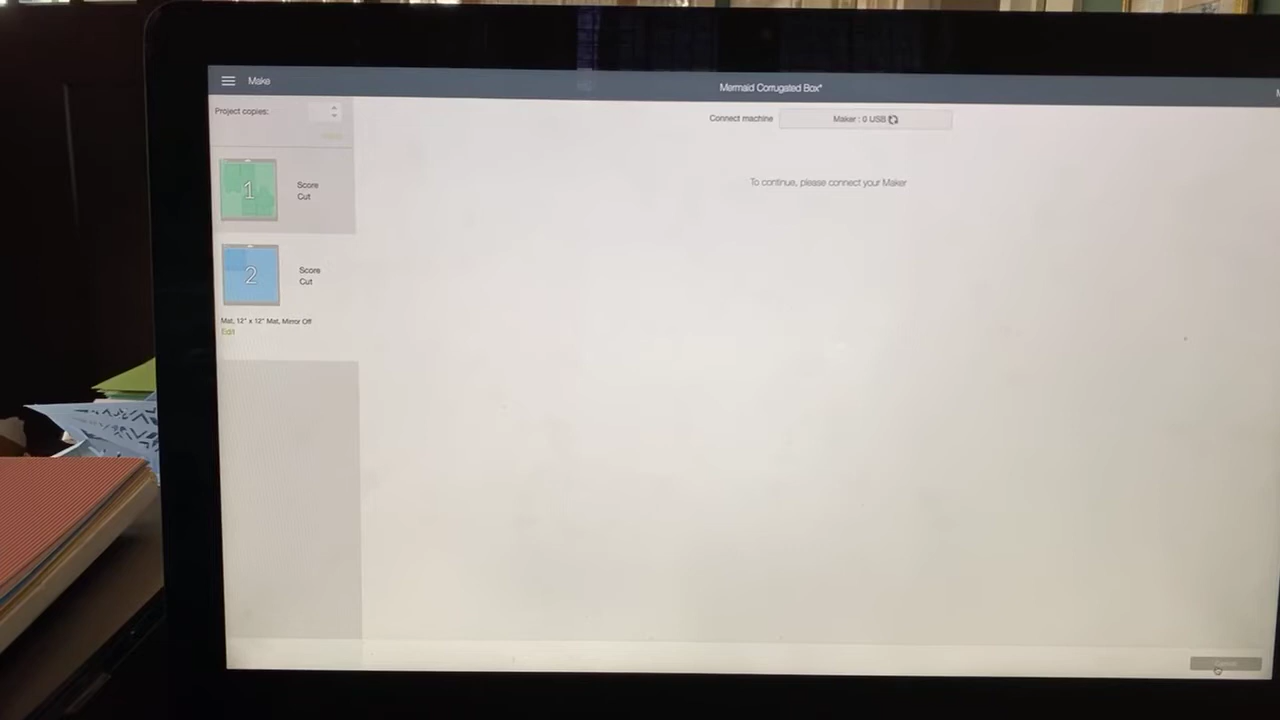 Make
Mermaid Corrugated Box*
Project copies:
Connect machine
Maker : 0 USB
To continue, please connect your Maker
1
Score
Cut
2
Score
Cut
Mat, 12" x 12" Mat, Mirror Off
Edit